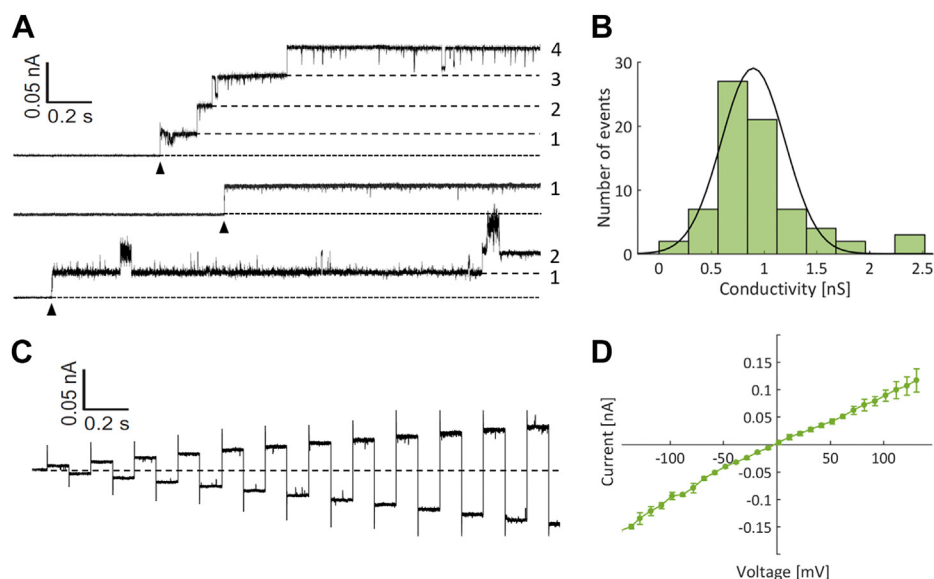 A
0.05 nA
0.2 s
4
3
2
1
1
2
1
B
Number of events
30
20
10
0
0
0.5
1
1.5
2
2.5
Conductivity [nS]
C
0.05 nA
0.2 s
D
Current [nA]
0.15
0.1
0.05
-100
-50
50
100
-0.05
-0.1
-0.15
Voltage [mV]